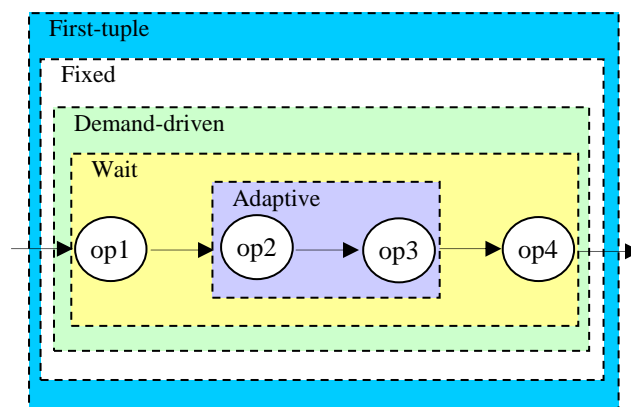 First-tuple
Fixed
Demand-driven
Wait
Adaptive
op1
op2
op3
op4